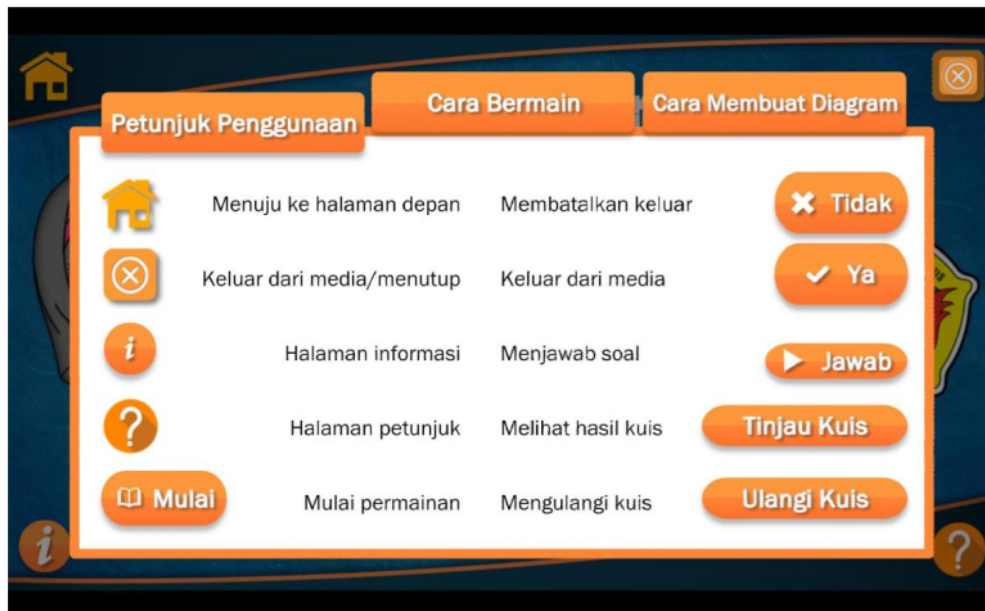 Petunjuk Penggunaan
Cara Bermain
Cara Membuat Diagram
Menuju ke halaman depan
Membatalkan keluar
Tidak
Keluar dari media/menutup
Keluar dari media
Ya
i
Halaman informasi
Menjawab soal
Jawab
?
Halaman petunjuk
Melihat hasil kuis
Tinjau Kuis
Mulai
Mulai permainan
Mengulangi kuis
Ulangi Kuis
i
?